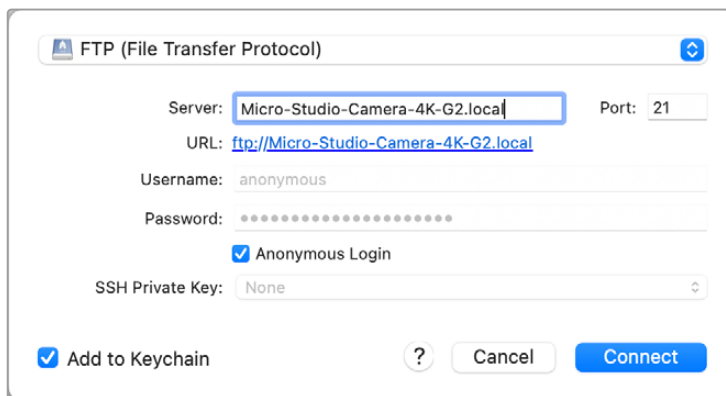 FTP (File Transfer Protocol)
Server: Micro-Studio-Camera-4K-G2.local Port: 21
URL: ftp://Micro-Studio-Camera-4K-G2.local
Username: anonymous
Password: •••••••••••••••••••••
Anonymous Login
SSH Private Key: None
Add to Keychain ? Cancel Connect